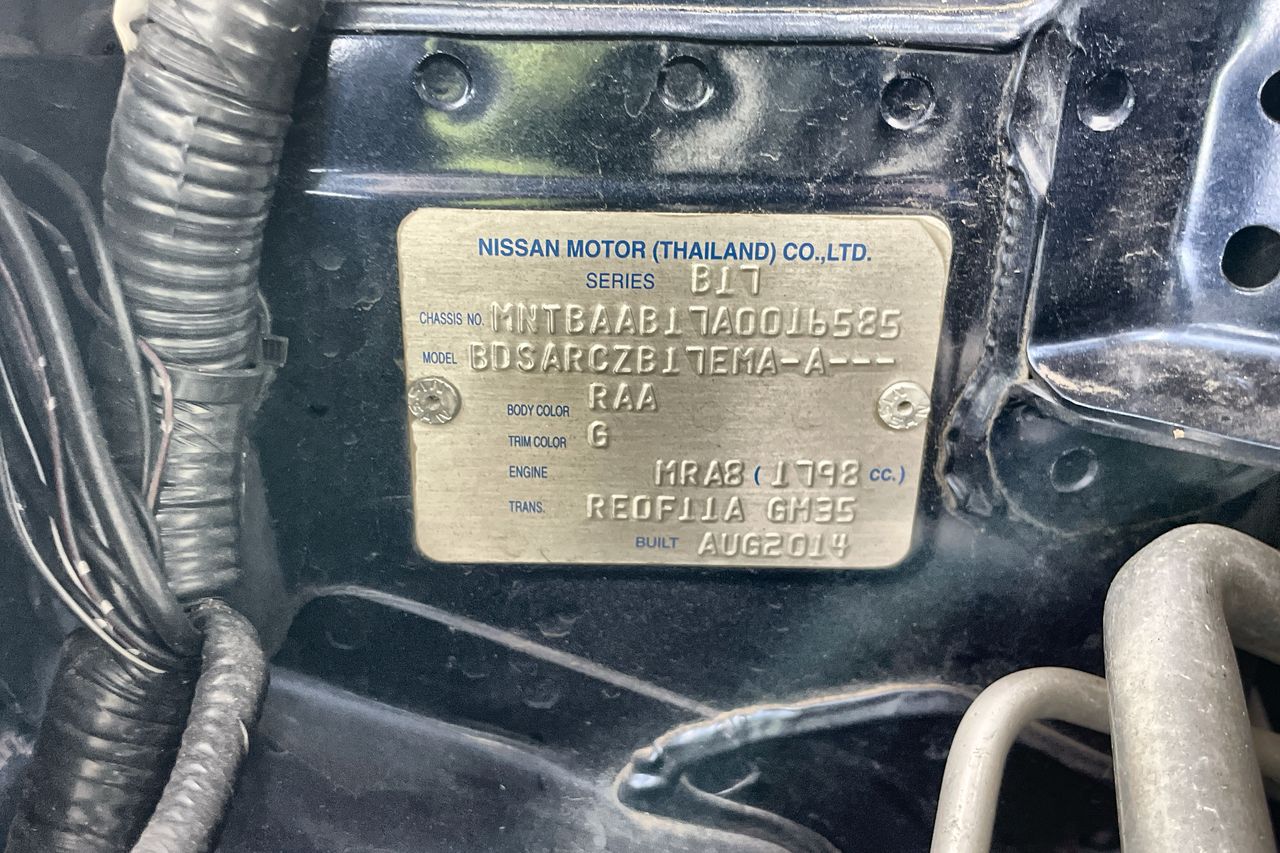 NISSAN MOTOR (THAILAND) CO.,LTD.
SERIES B17
CHASSIS NO. MNTBAAB17A0016585
MODEL BDSARCZB17EMA-A---
BODY COLOR RAA
TRIM COLOR G
ENGINE MRA8 (1798 CC.)
TRANS. RE0F11A GM35
BUILT AUG2014